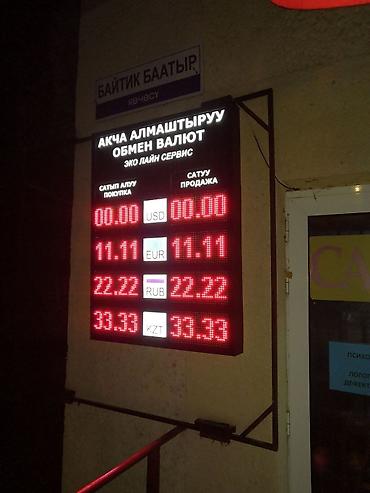 БАЙТИК БААТЫР
көчөсү
АКЧА АЛМАШТЫРУУ
ОБМЕН ВАЛЮТ
ЭКО ЛАЙН СЕРВИС
САТЫП АЛУУ САТУУ
ПОКУПКА ПРОДАЖА
00.00 USD 00.00
11.11 EUR 11.11
22.22 RUB 22.22
33.33 KZT 33.33